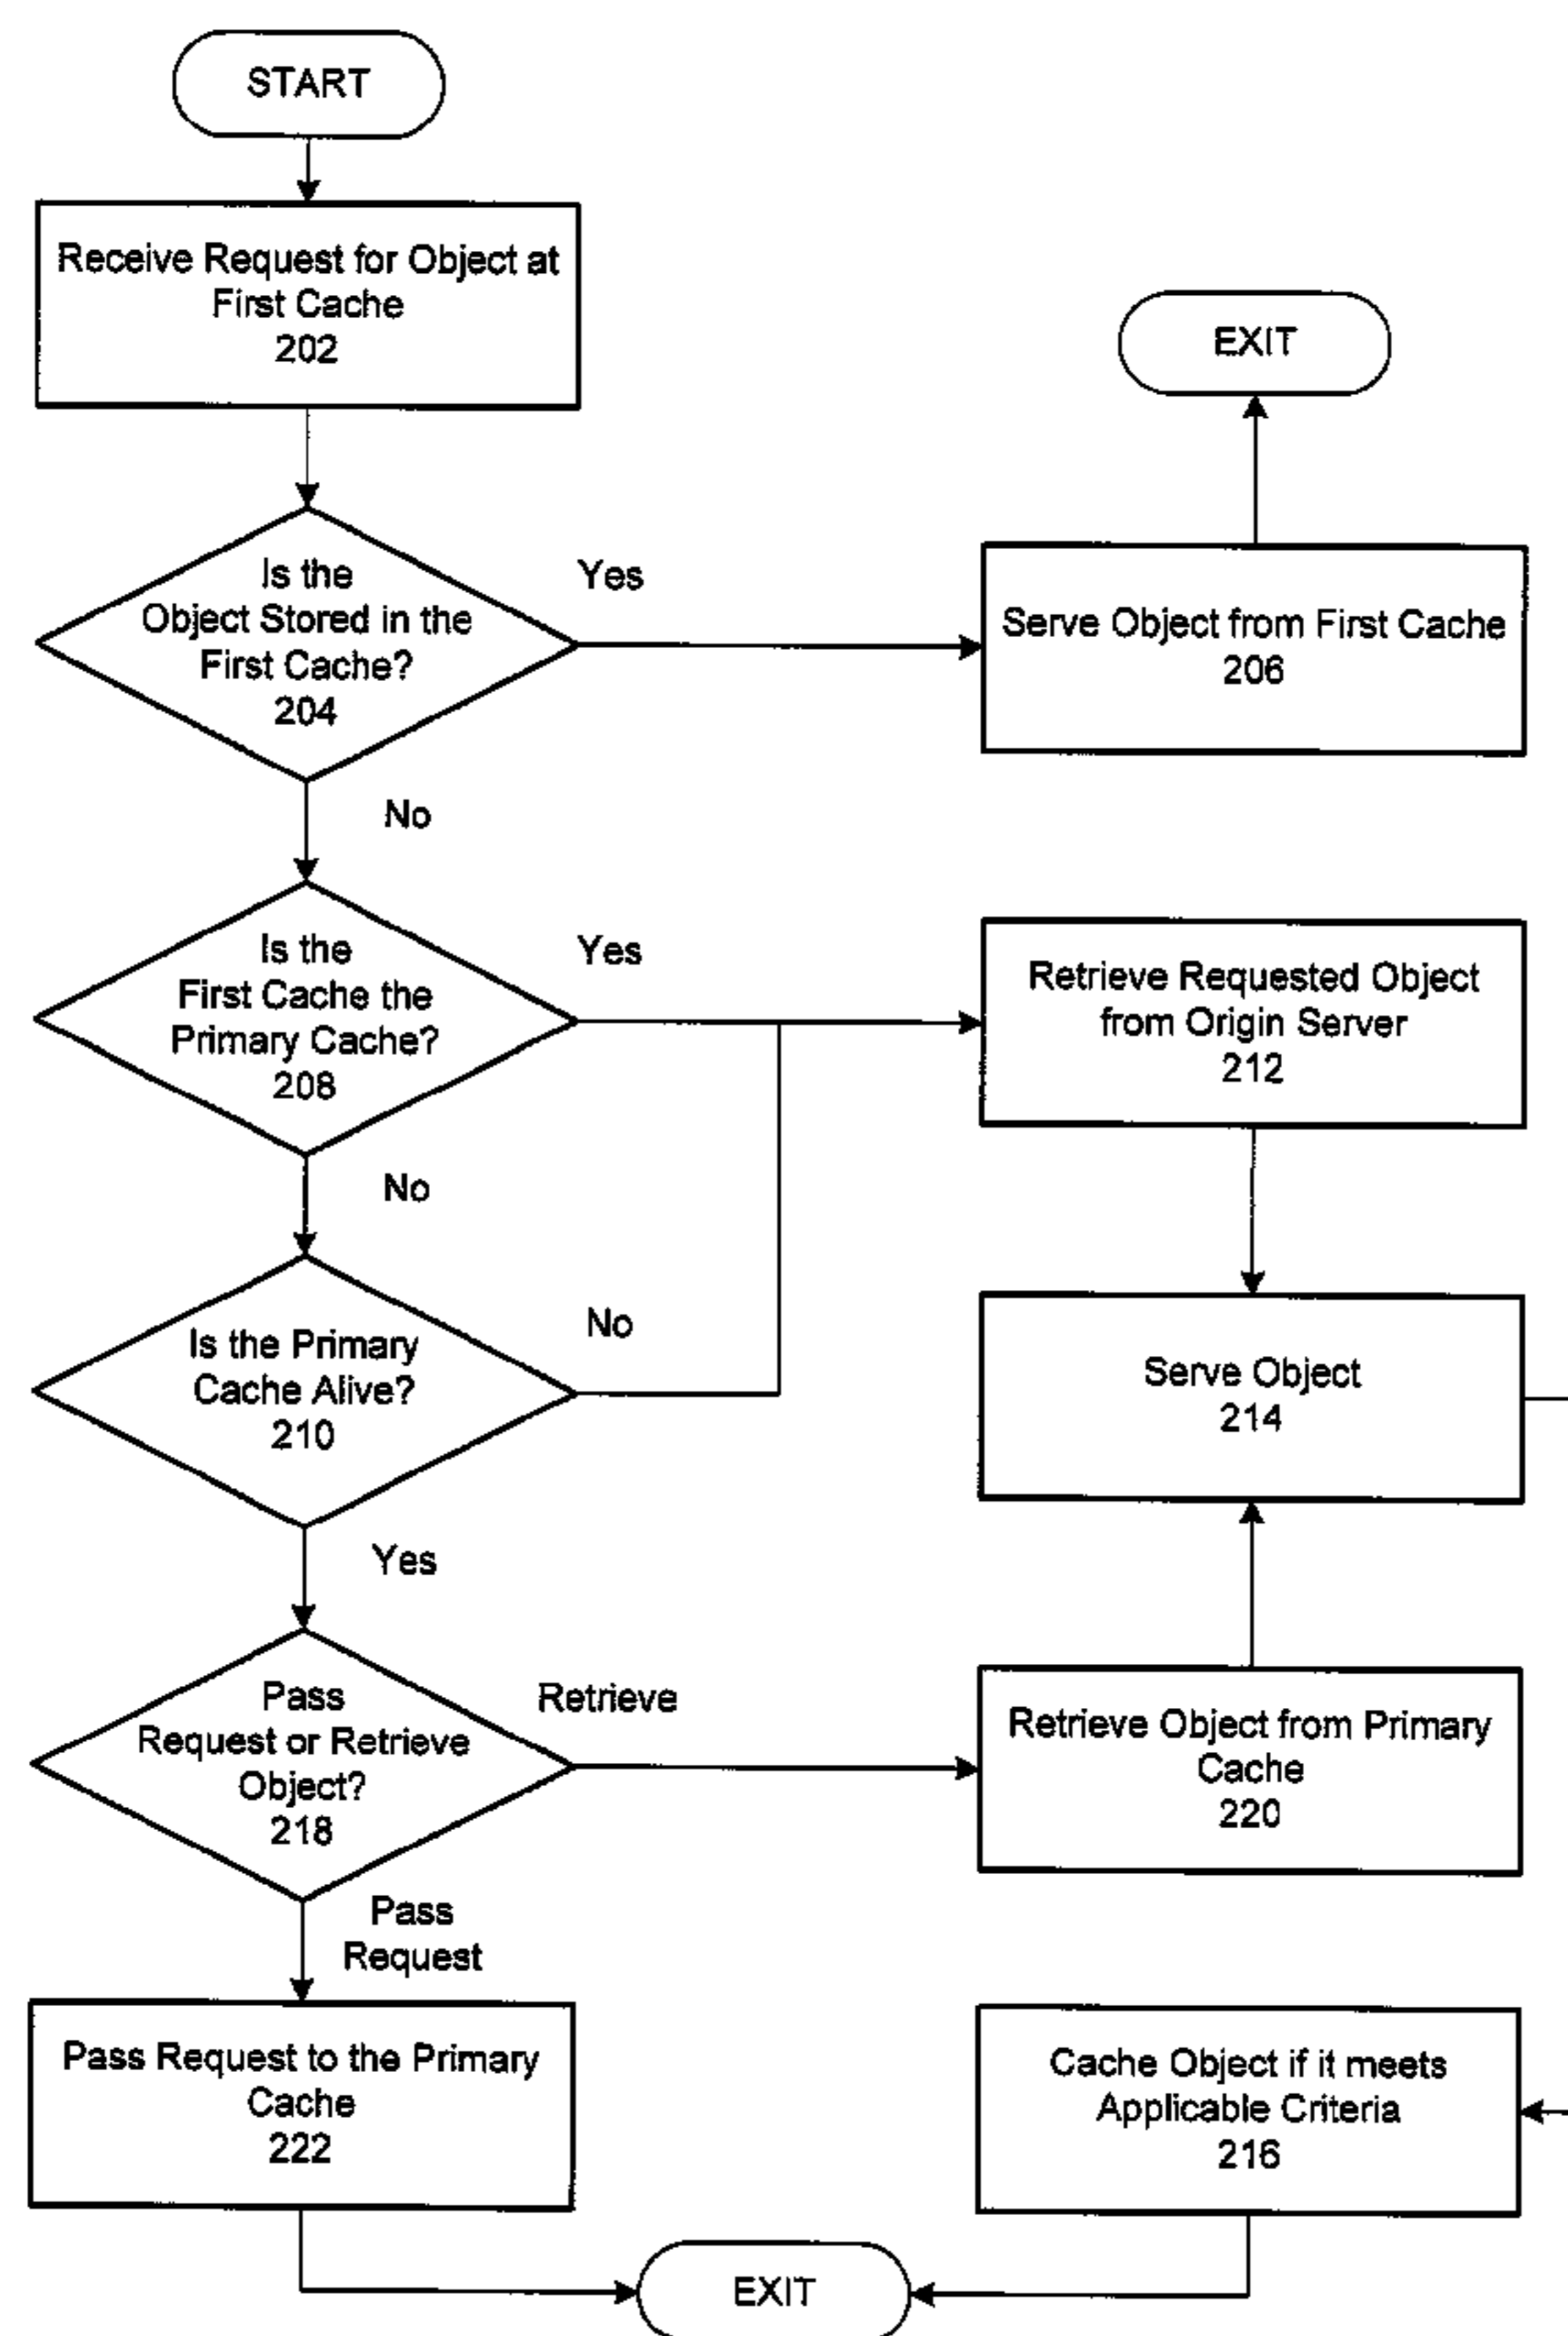 START
Receive Request for Object at
First Cache
202
EXIT
Is the
Object Stored in the
First Cache?
204
Yes
Serve Object from First Cache
206
No
Is the
First Cache the
Primary Cache?
208
Yes
Retrieve Requested Object
from Origin Server
212
No
Is the Primary
Cache Alive?
210
No
Serve Object
214
Yes
Pass
Request or Retrieve
Object?
218
Retrieve
Retrieve Object from Primary
Cache
220
Pass
Request
Pass Request to the Primary
Cache
222
Cache Object if it meets
Applicable Criteria
216
EXIT